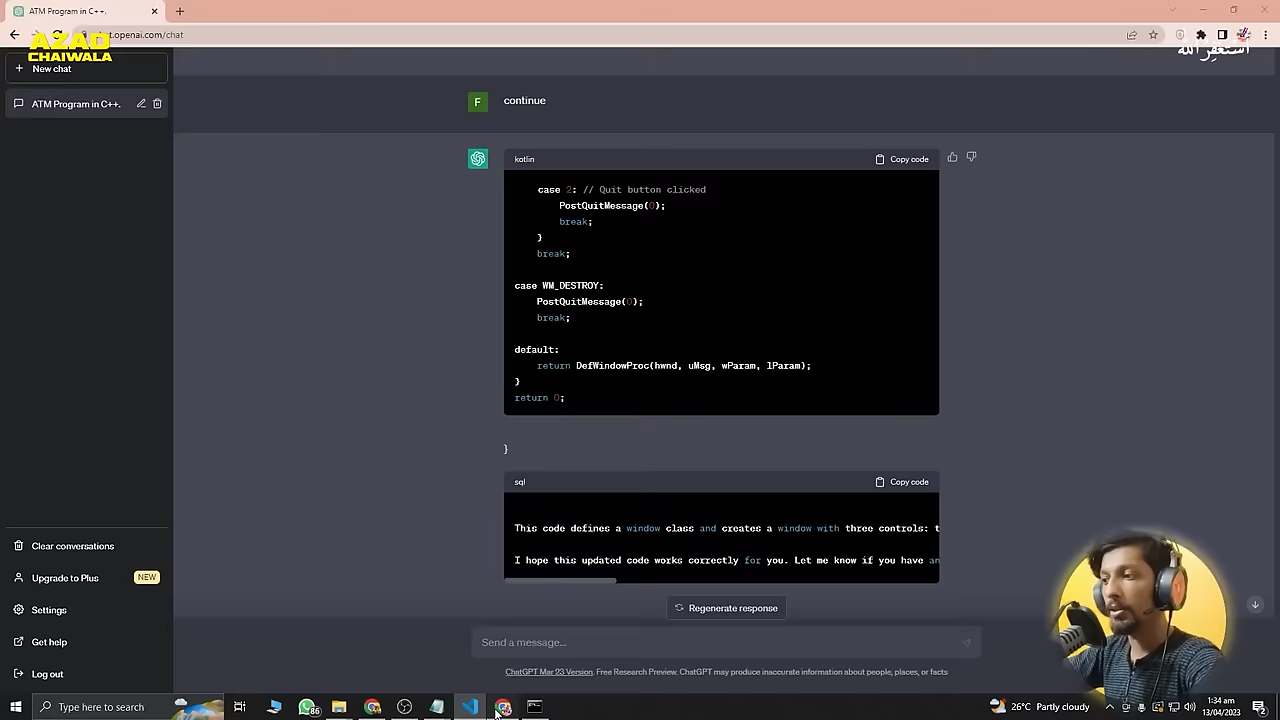 ATM Program in C++.
.openai.com/chat
AZAD
CHAIWALA
استغفر الله
New chat
ATM Program in C++.
F
continue
kotlin
Copy code
case 2: // Quit button clicked
PostQuitMessage(0);
break;
}
break;
case WM_DESTROY:
PostQuitMessage(0);
break;
default:
return DefWindowProc(hwnd, uMsg, wParam, lParam);
}
return 0;
}
sql
Copy code
This code defines a window class and creates a window with three controls: t
I hope this updated code works correctly for you. Let me know if you have an
Regenerate response
Send a message...
ChatGPT Mar 23 Version. Free Research Preview. ChatGPT may produce inaccurate information about people, places, or facts
Clear conversations
Upgrade to Plus
NEW
Settings
Get help
Log out
Type here to search
86
26°C Partly cloudy
1:34 am
13/04/2023
2